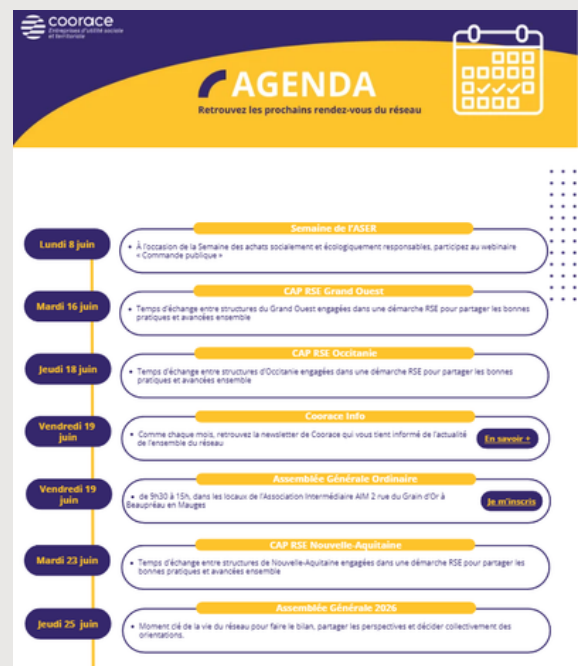 coorace
Entreprises d'utilité sociale
et territoriale
AGENDA
Retrouvez les prochains rendez-vous du réseau
Semaine de l'ASER
Lundi 8 juin
• À l'occasion de la Semaine des achats socialement et écologiquement responsables, participez au webinaire
« Commande publique »
CAP RSE Grand Ouest
Mardi 16 juin
• Temps d'échange entre structures du Grand Ouest engagées dans une démarche RSE pour partager les bonnes
pratiques et avancées ensemble
CAP RSE Occitanie
Jeudi 18 juin
• Temps d'échange entre structures d'Occitanie engagées dans une démarche RSE pour partager les bonnes
pratiques et avancées ensemble
Coorace Info
Vendredi 19
juin
• Comme chaque mois, retrouvez la newsletter de Coorace qui vous tient informé de l'actualité
de l'ensemble du réseau
En savoir +
Assemblée Générale Ordinaire
Vendredi 19
juin
• de 9h30 à 15h, dans les locaux de l'Association Intermédiaire AIM 2 rue du Grain d'Or à
Beaupréau en Mauges
Je m'inscris
CAP RSE Nouvelle-Aquitaine
Mardi 23 juin
• Temps d'échange entre structures de Nouvelle-Aquitaine engagées dans une démarche RSE pour partager les
bonnes pratiques et avancées ensemble
Assemblée Générale 2026
Jeudi 25 juin
• Moment clé de la vie du réseau pour faire le bilan, partager les perspectives et décider collectivement des
orientations.